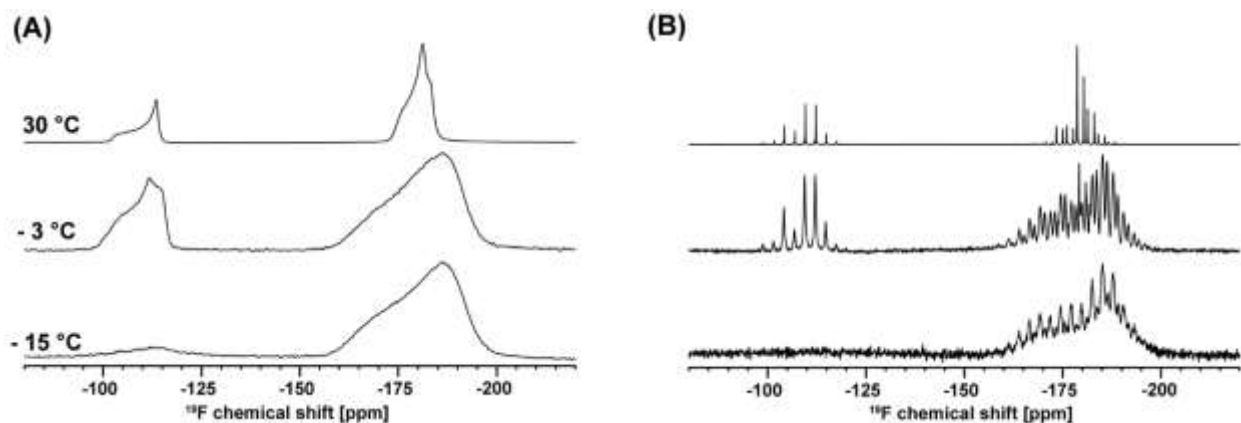 (A)
30 °C
- 3 °C
- 15 °C
-100 -125 -150 -175 -200
¹⁹F chemical shift [ppm]
(B)
-100 -125 -150 -175 -200
¹⁹F chemical shift [ppm]